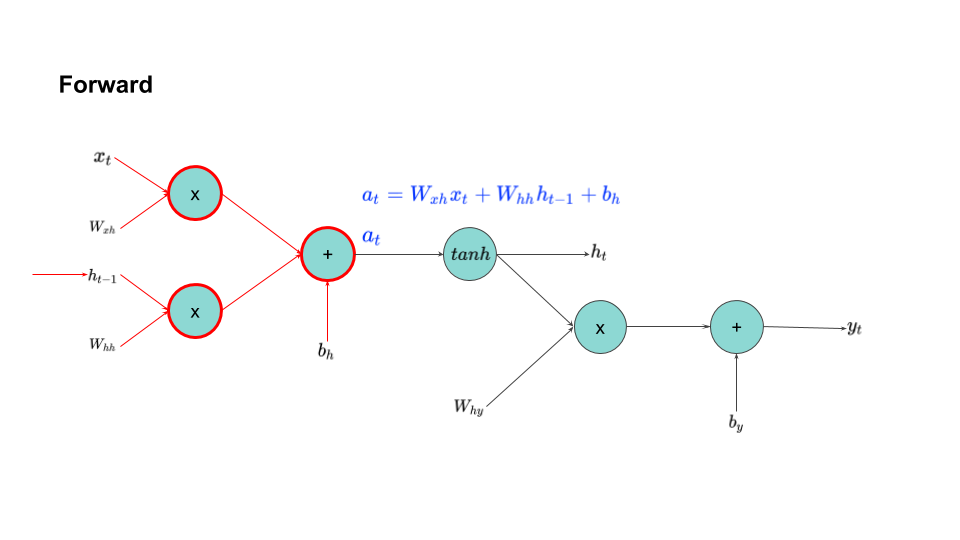 Forward
x_t
x
W_{xh}
a_t = W_{xh}x_t + W_{hh}h_{t-1} + b_h
a_t
+
tanh
h_t
h_{t-1}
x
W_{hh}
b_h
x
+
y_t
W_{hy}
b_y